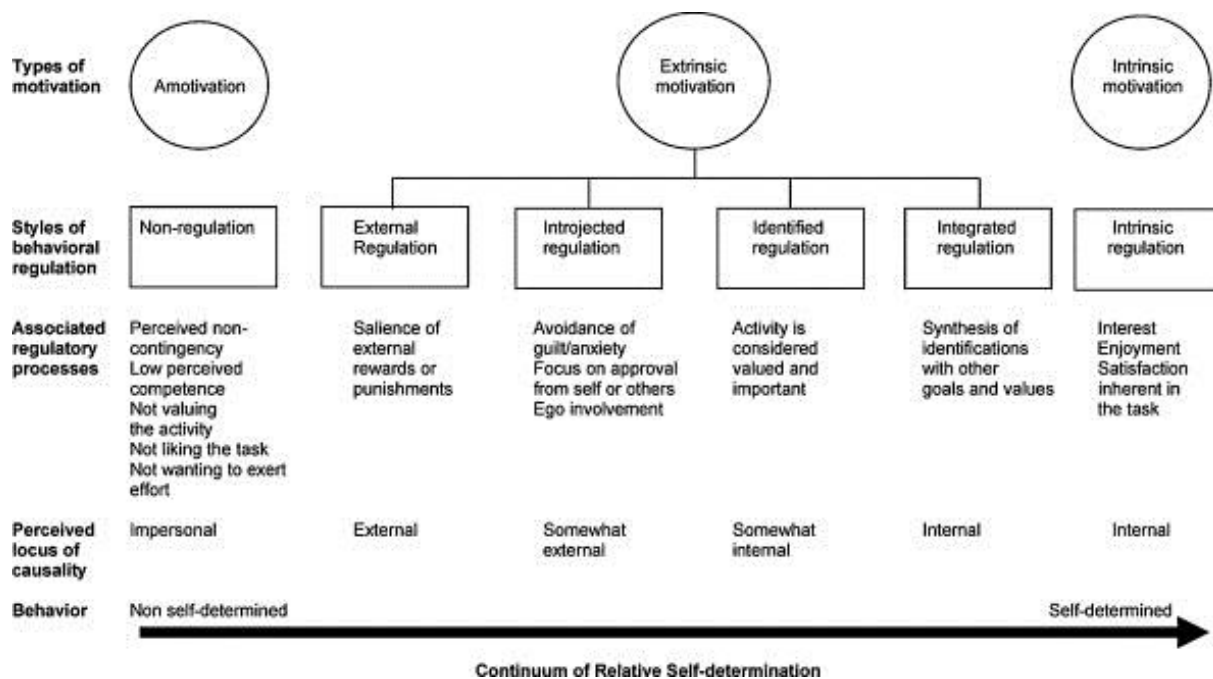 Types of
motivation
Amotivation
Extrinsic
motivation
Intrinsic
motivation
Styles of
behavioral
regulation
Non-regulation
External
Regulation
Introjected
regulation
Identified
regulation
Integrated
regulation
Intrinsic
regulation
Associated
regulatory
processes
Perceived non-
contingency
Low perceived
competence
Not valuing
the activity
Not liking the task
Not wanting to exert
effort
Salience of
external
rewards or
punishments
Avoidance of
guilt/anxiety
Focus on approval
from self or others
Ego involvement
Activity is
considered
valued and
important
Synthesis of
identifications
with other
goals and values
Interest
Enjoyment
Satisfaction
inherent in
the task
Perceived
locus of
causality
Impersonal
External
Somewhat
external
Somewhat
internal
Internal
Internal
Behavior
Non self-determined
Self-determined
Continuum of Relative Self-determination